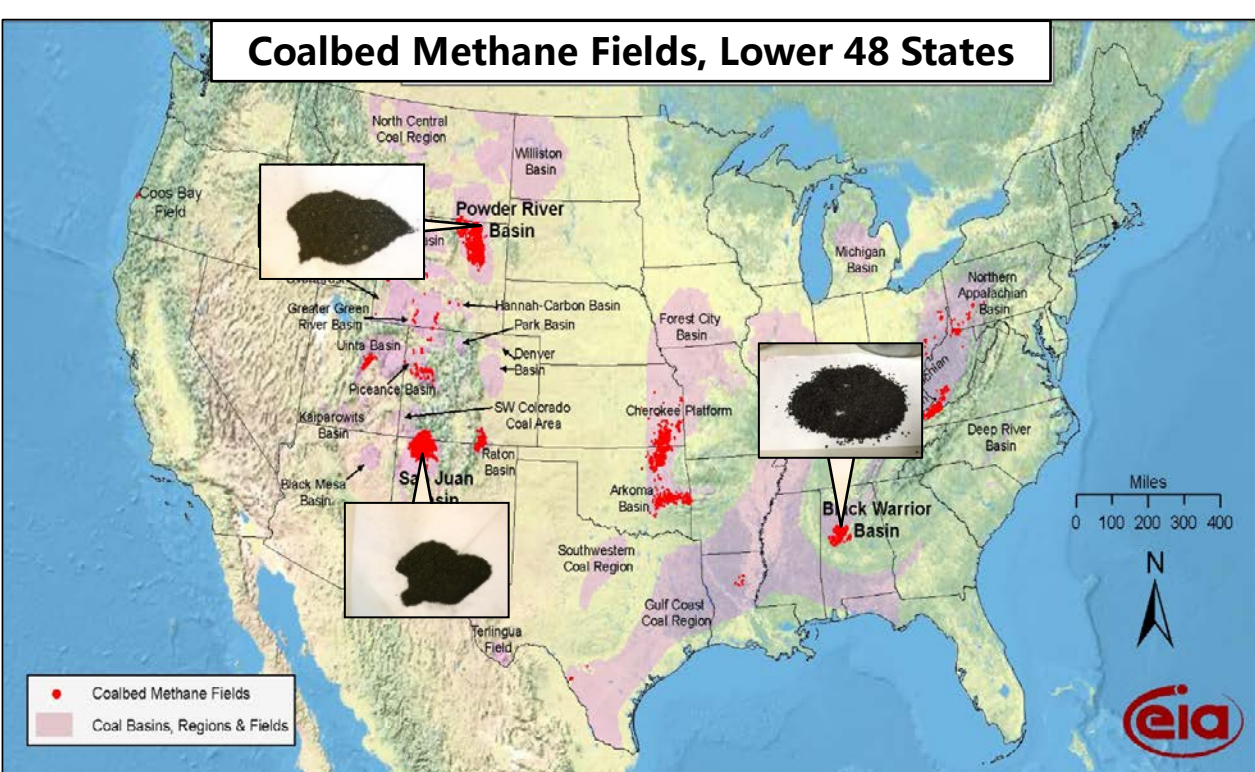 Coalbed Methane Fields, Lower 48 States
North Central
Coal Region
Williston
Basin
Coos Bay
Field
Powder River
Basin
Michigan
Basin
Northern
Appalachian
Basin
Greater Green
River Basin
Hannah-Carbon Basin
Park Basin
Forest City
Basin
Uinta Basin
Denver
Basin
Piceance Basin
Kaiparowits
Basin
SW Colorado
Coal Area
Cherokee Platform
Deep River
Basin
Raton
Basin
Black Mesa
Basin
Juan
Arkoma
Basin
Warrior
Basin
Miles
0 100 200 300 400
N
Southwestern
Coal Region
Gulf Coast
Coal Region
Terlingua
Field
Coalbed Methane Fields
Coal Basins, Regions & Fields
eia